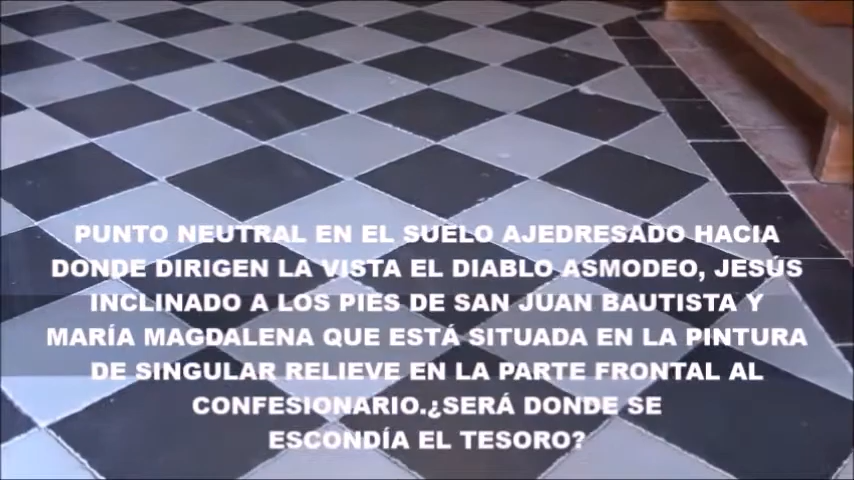 PUNTO NEUTRAL EN EL SUELO AJEDRESADO HACIA
DONDE DIRIGEN LA VISTA EL DIABLO ASMODEO, JESÚS
INCLINADO A LOS PIES DE SAN JUAN BAUTISTA Y
MARÍA MAGDALENA QUE ESTÁ SITUADA EN LA PINTURA
DE SINGULAR RELIEVE EN LA PARTE FRONTAL AL
CONFESIONARIO.¿SERÁ DONDE SE
ESCONDÍA EL TESORO?